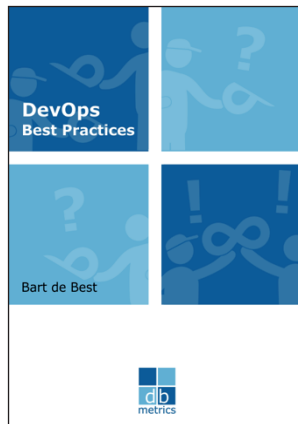 ?
DevOps
Best Practices
?
! !
Bart de Best
db
metrics